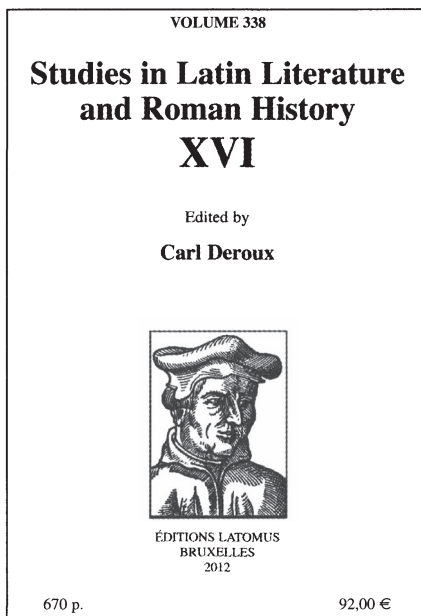 VOLUME 338
Studies in Latin Literature
and Roman History
XVI
Edited by
Carl Deroux
ÉDITIONS LATOMUS
BRUXELLES
2012
670 p. 92,00 €